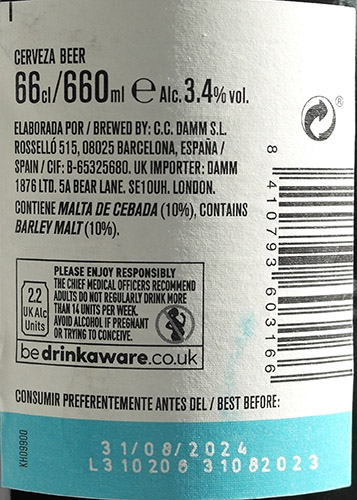 CERVEZA BEER
66cl/660ml e Alc.3.4% vol.
ELABORADA POR / BREWED BY: C.C. DAMM S.L.
ROSSELLÓ 515, 08025 BARCELONA, ESPAÑA /
SPAIN / CIF: B-65325680. UK IMPORTER: DAMM
1876 LTD. 5A BEAR LANE. SE10UH. LONDON.
CONTIENE MALTA DE CEBADA (10%), CONTAINS
BARLEY MALT (10%).
®
8 410793 603166
2.2
UK Alc
Units
PLEASE ENJOY RESPONSIBLY
THE CHIEF MEDICAL OFFICERS RECOMMEND
ADULTS DO NOT REGULARLY DRINK MORE
THAN 14 UNITS PER WEEK.
AVOID ALCOHOL IF PREGNANT
OR TRYING TO CONCEIVE.
bedrinkaware.co.uk
CONSUMIR PREFERENTEMENTE ANTES DEL / BEST BEFORE:
KH09900
31/08/2024
L310206 31082023